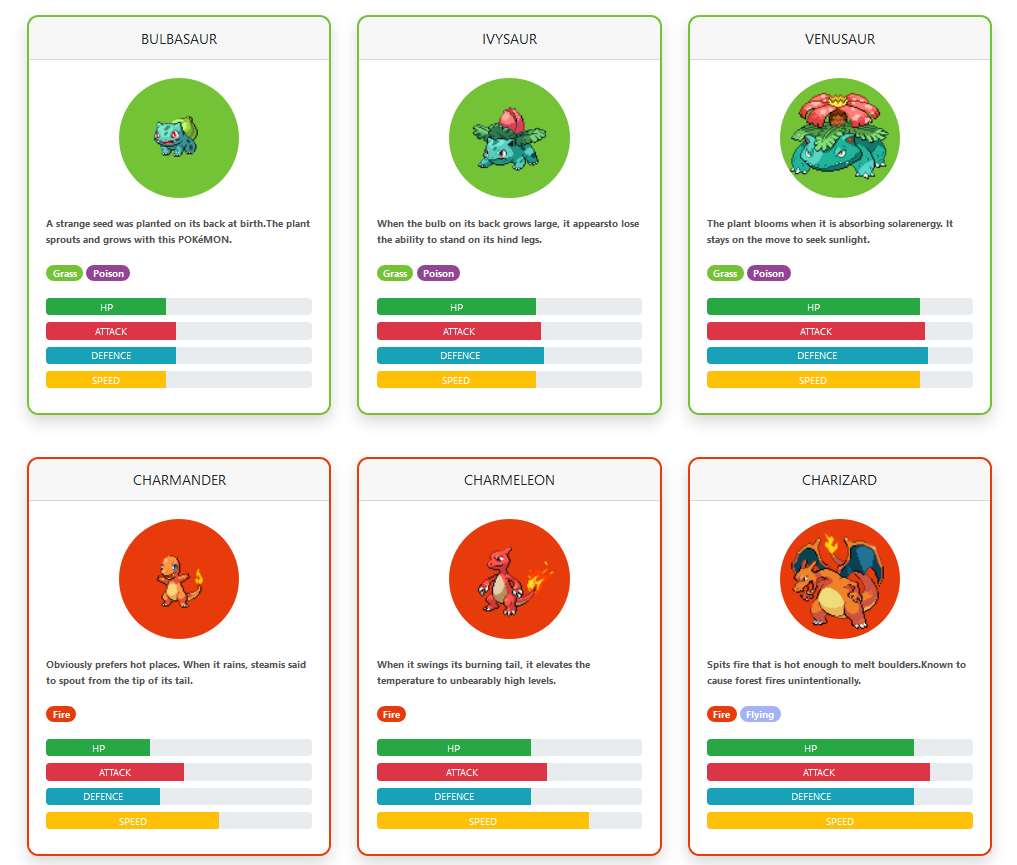 BULBASAUR
A strange seed was planted on its back at birth.The plant
sprouts and grows with this POKéMON.
Grass Poison
HP
ATTACK
DEFENCE
SPEED
IVYSAUR
When the bulb on its back grows large, it appearsto lose
the ability to stand on its hind legs.
Grass Poison
HP
ATTACK
DEFENCE
SPEED
VENUSAUR
The plant blooms when it is absorbing solarenergy. It
stays on the move to seek sunlight.
Grass Poison
HP
ATTACK
DEFENCE
SPEED
CHARMANDER
Obviously prefers hot places. When it rains, steamis said
to spout from the tip of its tail.
Fire
HP
ATTACK
DEFENCE
SPEED
CHARMELEON
When it swings its burning tail, it elevates the
temperature to unbearably high levels.
Fire
HP
ATTACK
DEFENCE
SPEED
CHARIZARD
Spits fire that is hot enough to melt boulders.Known to
cause forest fires unintentionally.
Fire Flying
HP
ATTACK
DEFENCE
SPEED